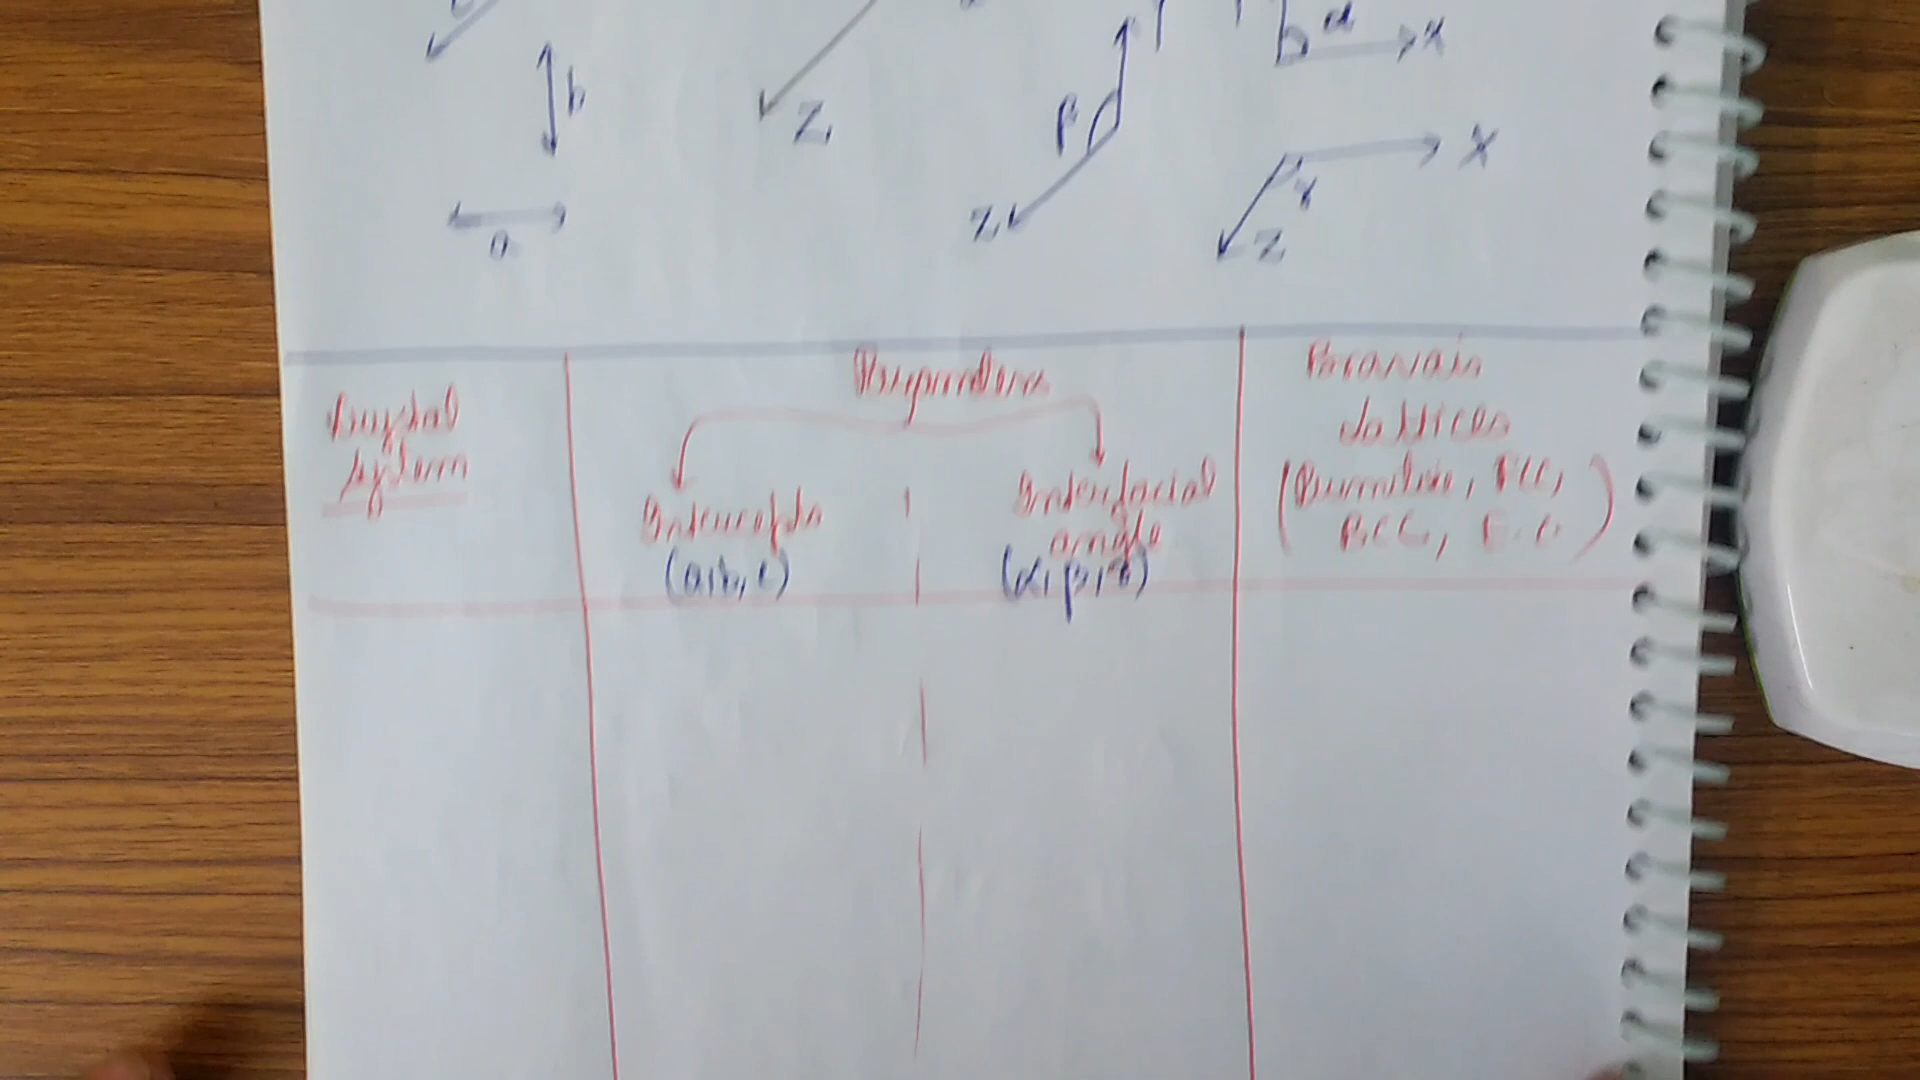 b
Z
a
β
Z
α
X
X
γ
Z
Crystal
system
Properties
Intercepts
(a, b, c)
Interfacial
angle
(α, β, γ)
Bravais
Lattices
(Primitive, FCC,
BCC, E.C.)